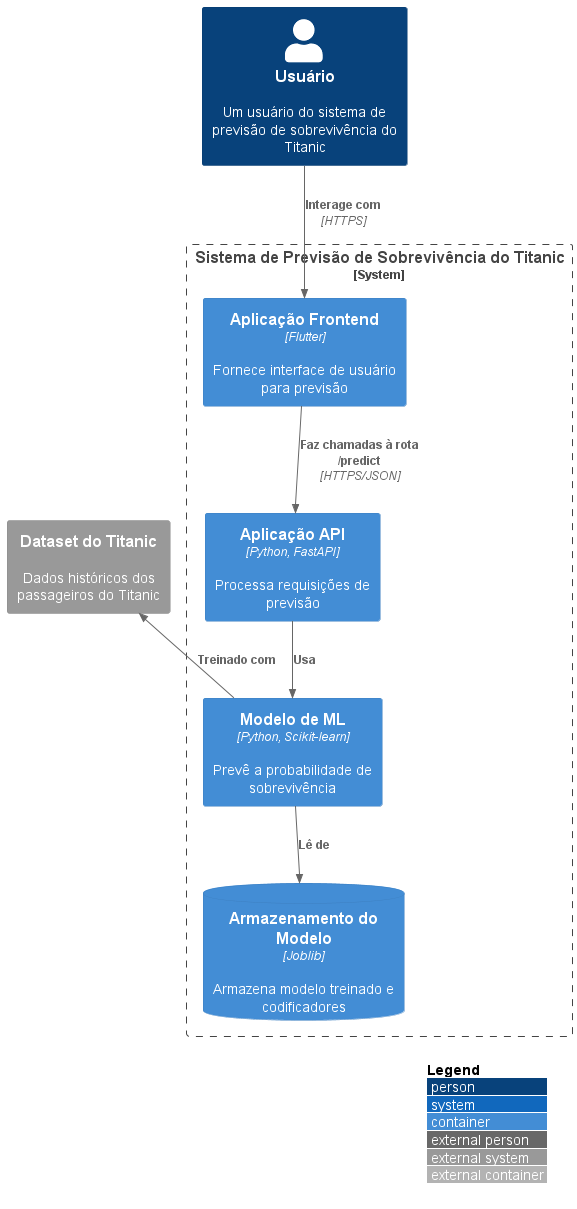 Usuário
Um usuário do sistema de
previsão de sobrevivência do
Titanic
Interage com
[HTTPS]
Sistema de Previsão de Sobrevivência do Titanic
[System]
Aplicação Frontend
[Flutter]
Fornece interface de usuário
para previsão
Faz chamadas à rota
/predict
[HTTPS/JSON]
Aplicação API
[Python, FastAPI]
Processa requisições de
previsão
Dataset do Titanic
Dados históricos dos
passageiros do Titanic
Treinado com
Usa
Modelo de ML
[Python, Scikit-learn]
Prevê a probabilidade de
sobrevivência
Lê de
Armazenamento do
Modelo
[Joblib]
Armazena modelo treinado e
codificadores
Legend
person
system
container
external person
external system
external container